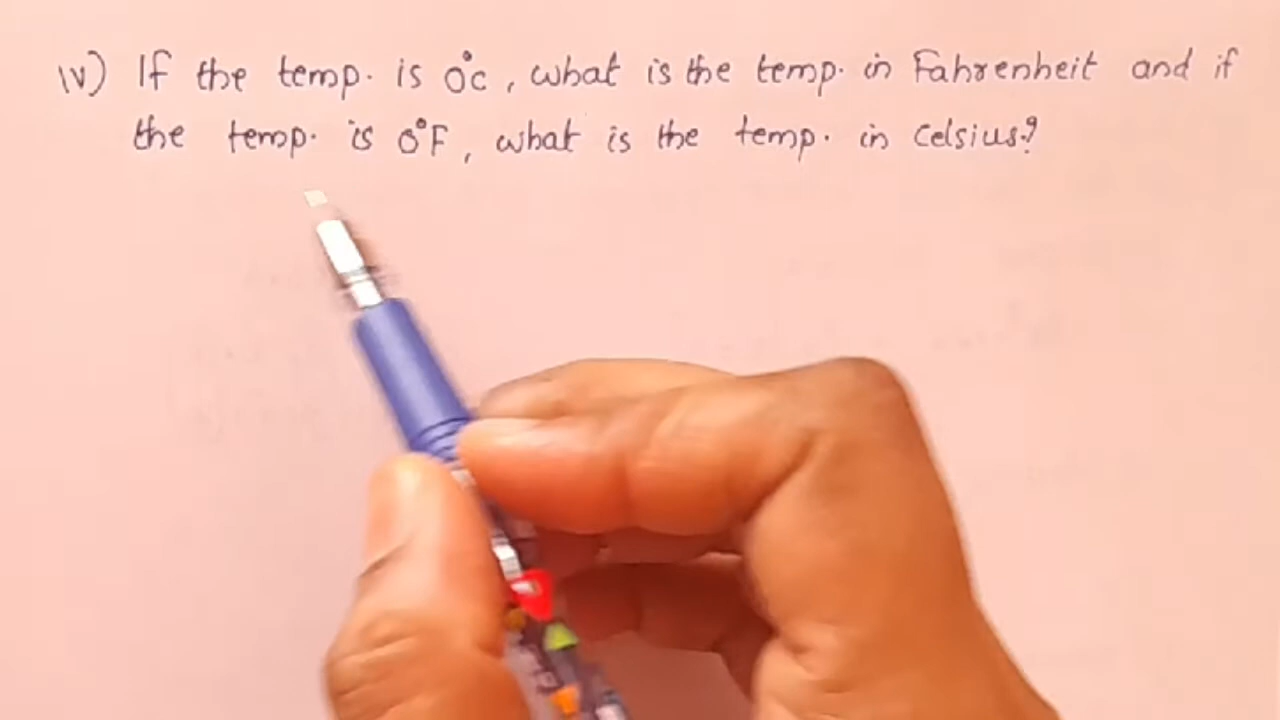 iv) If the temp. is 0°c, what is the temp. in Fahrenheit and if
the temp. is 0°F, what is the temp. in Celsius?